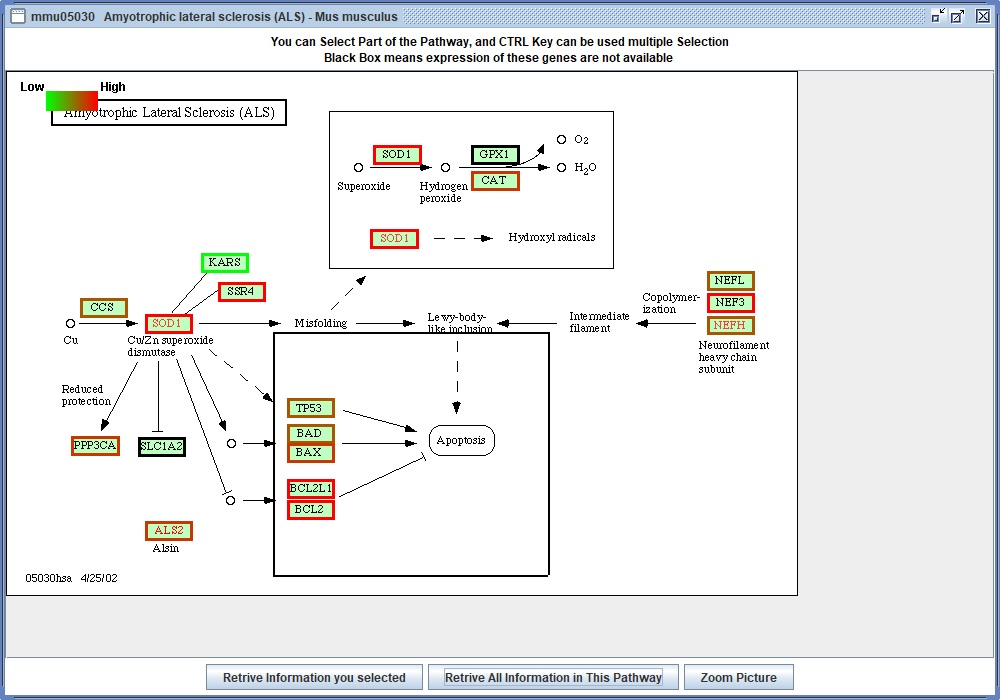 mmu05030 Amyotrophic lateral sclerosis (ALS) - Mus musculus
You can Select Part of the Pathway, and CTRL Key can be used multiple Selection
Black Box means expression of these genes are not available
Low High
Amyotrophic Lateral Sclerosis (ALS)
SOD1
GPX1
CAT
O2
H2O
Superoxide
Hydrogen
peroxide
SOD1
Hydroxyl radicals
KARS
SSR4
CCS
SOD1
Cu
Cu/Zn superoxide
dismutase
Misfolding
Lewy-body-
like inclusion
Intermediate
filament
Copolymer-
ization
NEFL
NEF3
NEFH
Neurofilament
heavy chain
subunit
Reduced
protection
PPP3CA
SLC1A2
TP53
BAD
BAX
BCL2L1
BCL2
Apoptosis
ALS2
Alsin
05030hsa 4/25/02
Retrive Information you selected
Retrive All Information in This Pathway
Zoom Picture